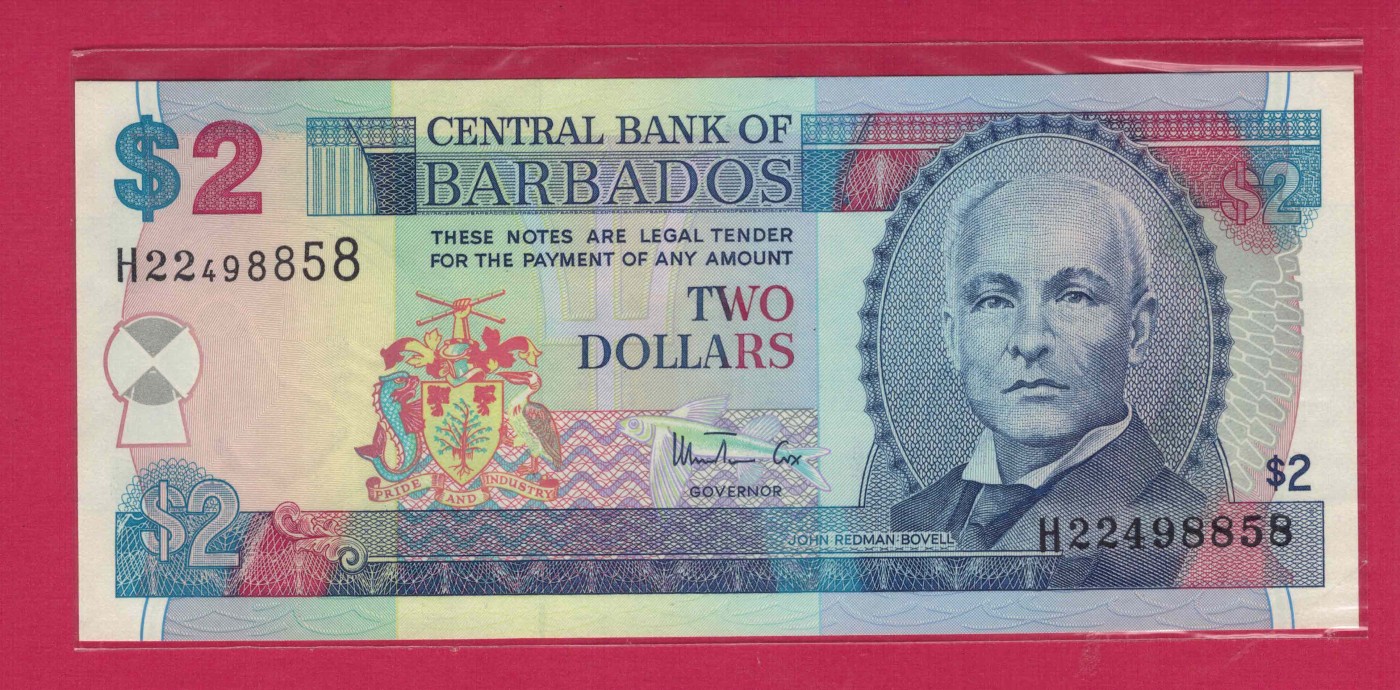 $2
CENTRAL BANK OF
BARBADOS
$2
H22498858
THESE NOTES ARE LEGAL TENDER
FOR THE PAYMENT OF ANY AMOUNT
TWO
DOLLARS
PRIDE AND INDUSTRY
GOVERNOR
$2
$2
JOHN REDMAN BOVELL
H22498858